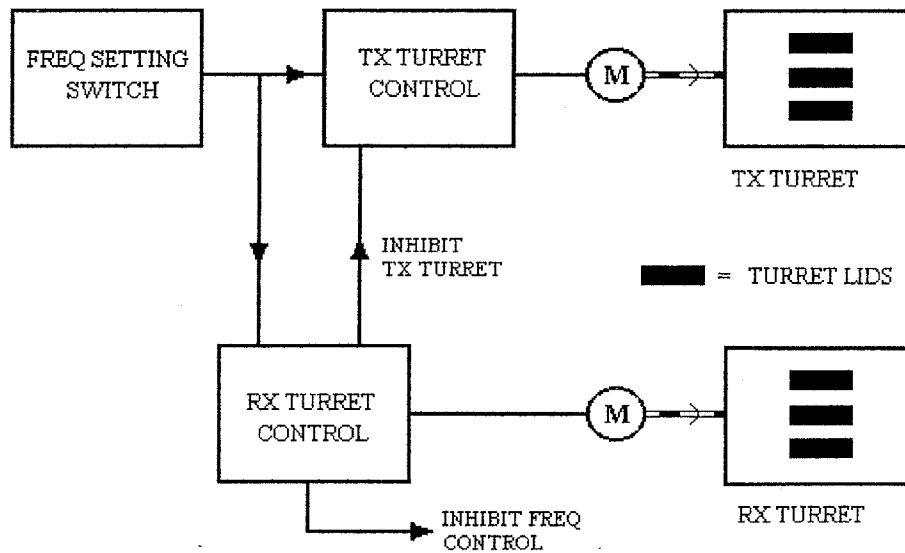 FREQ SETTING
SWITCH
TX TURRET
CONTROL
M
TX TURRET
INHIBIT
TX TURRET
= TURRET LIDS
RX TURRET
CONTROL
M
RX TURRET
INHIBIT FREQ
CONTROL